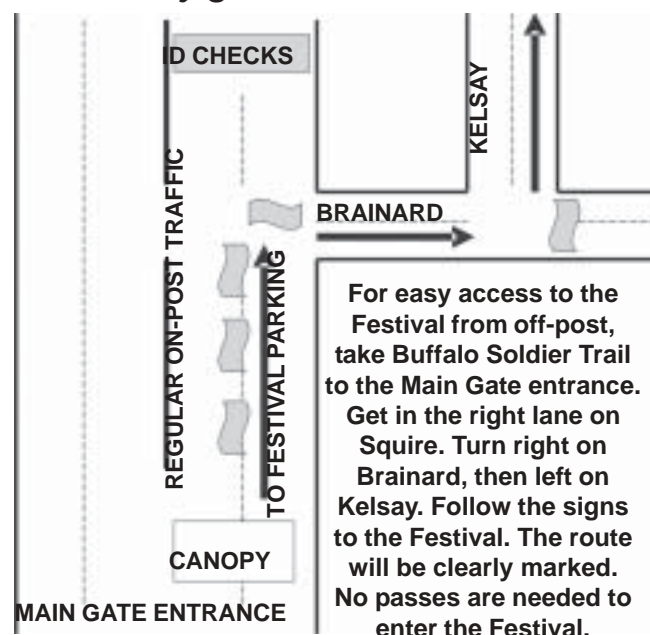 ID CHECKS
KELSAY
REGULAR ON-POST TRAFFIC
BRAINARD
TO FESTIVAL PARKING
For easy access to the
Festival from off-post,
take Buffalo Soldier Trail
to the Main Gate entrance.
Get in the right lane on
Squire. Turn right on
Brainard, then left on
Kelsay. Follow the signs
to the Festival. The route
will be clearly marked.
No passes are needed to
enter the Festival.
CANOPY
MAIN GATE ENTRANCE